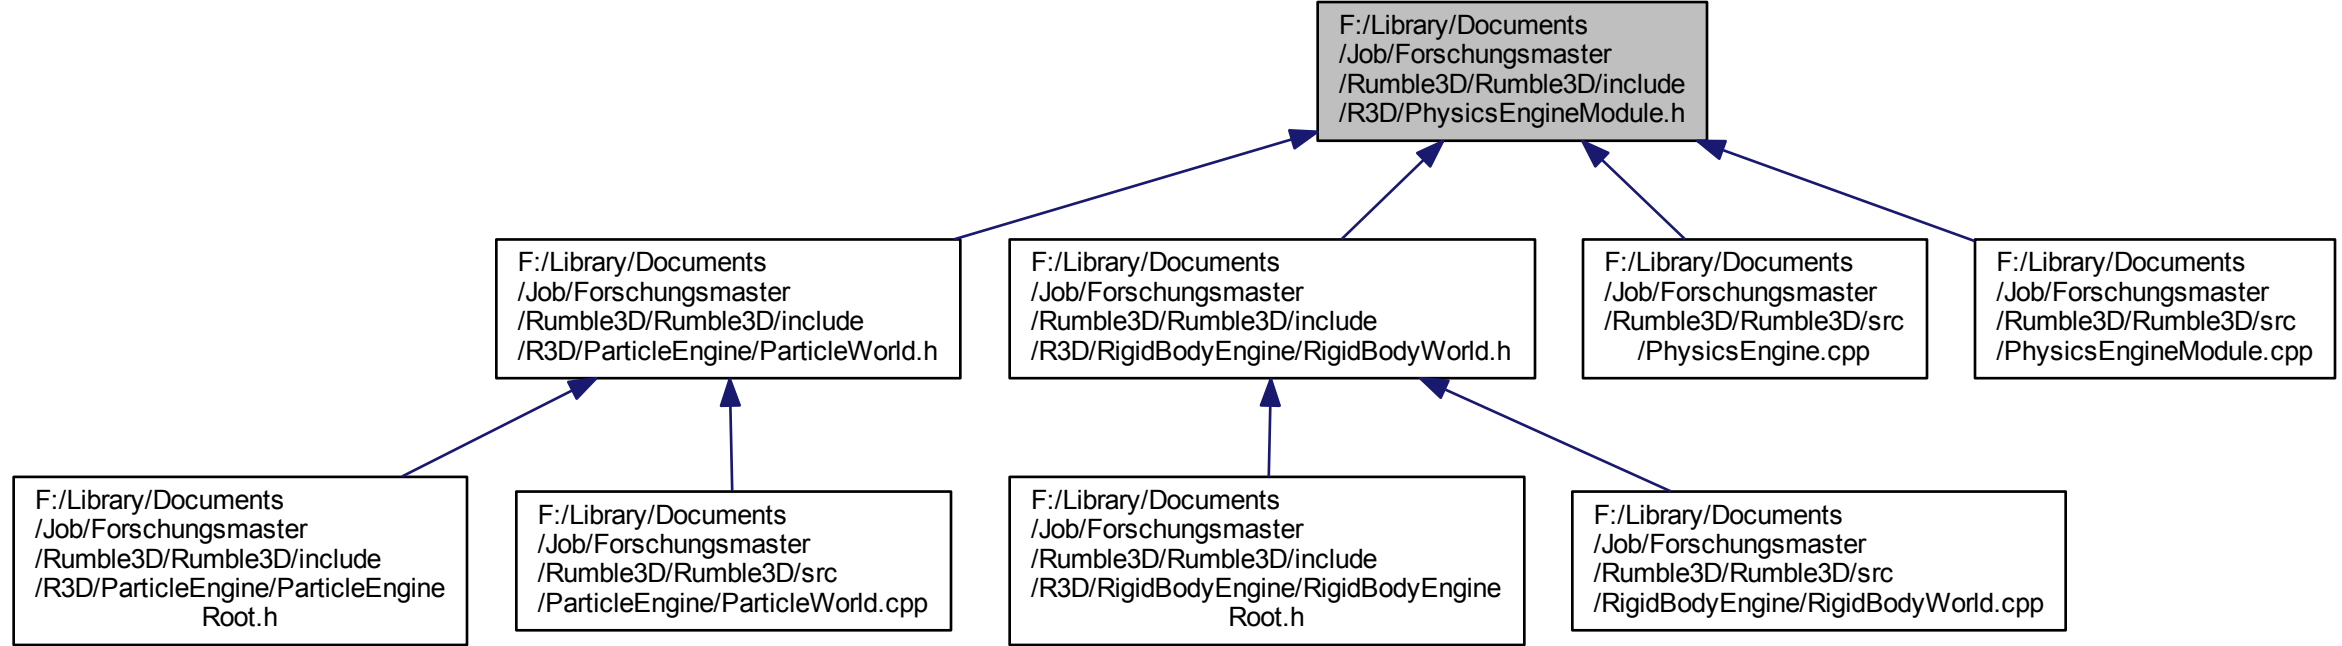 F:/Library/Documents
/Job/Forschungsmaster
/Rumble3D/Rumble3D/include
/R3D/PhysicsEngineModule.h
F:/Library/Documents
/Job/Forschungsmaster
/Rumble3D/Rumble3D/include
/R3D/ParticleEngine/ParticleWorld.h
F:/Library/Documents
/Job/Forschungsmaster
/Rumble3D/Rumble3D/include
/R3D/RigidBodyEngine/RigidBodyWorld.h
F:/Library/Documents
/Job/Forschungsmaster
/Rumble3D/Rumble3D/src
/PhysicsEngine.cpp
F:/Library/Documents
/Job/Forschungsmaster
/Rumble3D/Rumble3D/src
/PhysicsEngineModule.cpp
F:/Library/Documents
/Job/Forschungsmaster
/Rumble3D/Rumble3D/include
/R3D/ParticleEngine/ParticleEngine
Root.h
F:/Library/Documents
/Job/Forschungsmaster
/Rumble3D/Rumble3D/src
/ParticleEngine/ParticleWorld.cpp
F:/Library/Documents
/Job/Forschungsmaster
/Rumble3D/Rumble3D/include
/R3D/RigidBodyEngine/RigidBodyEngine
Root.h
F:/Library/Documents
/Job/Forschungsmaster
/Rumble3D/Rumble3D/src
/RigidBodyEngine/RigidBodyWorld.cpp